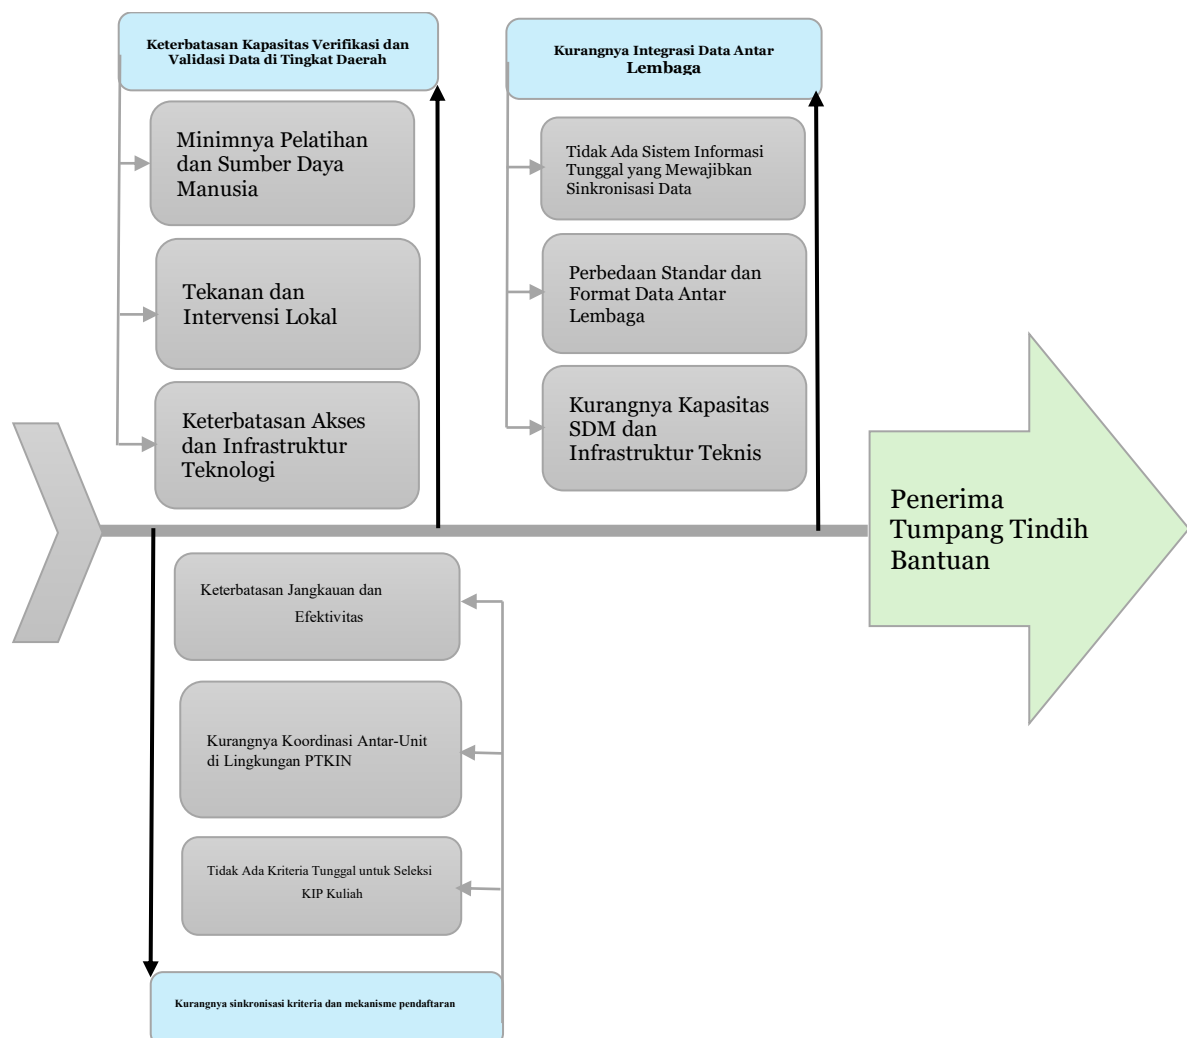 Keterbatasan Kapasitas Verifikasi dan
Validasi Data di Tingkat Daerah
Minimnya Pelatihan
dan Sumber Daya
Manusia
Tekanan dan
Intervensi Lokal
Keterbatasan Akses
dan Infrastruktur
Teknologi
Kurangnya Integrasi Data Antar
Lembaga
Tidak Ada Sistem Informasi
Tunggal yang Mewajibkan
Sinkronisasi Data
Perbedaan Standar dan
Format Data Antar
Lembaga
Kurangnya Kapasitas
SDM dan
Infrastruktur Teknis
Penerima
Tumpang Tindih
Bantuan
Keterbatasan Jangkauan dan
Efektivitas
Kurangnya Koordinasi Antar-Unit
di Lingkungan PTKIN
Tidak Ada Kriteria Tunggal untuk Seleksi
KIP Kuliah
Kurangnya sinkronisasi kriteria dan mekanisme pendaftaran